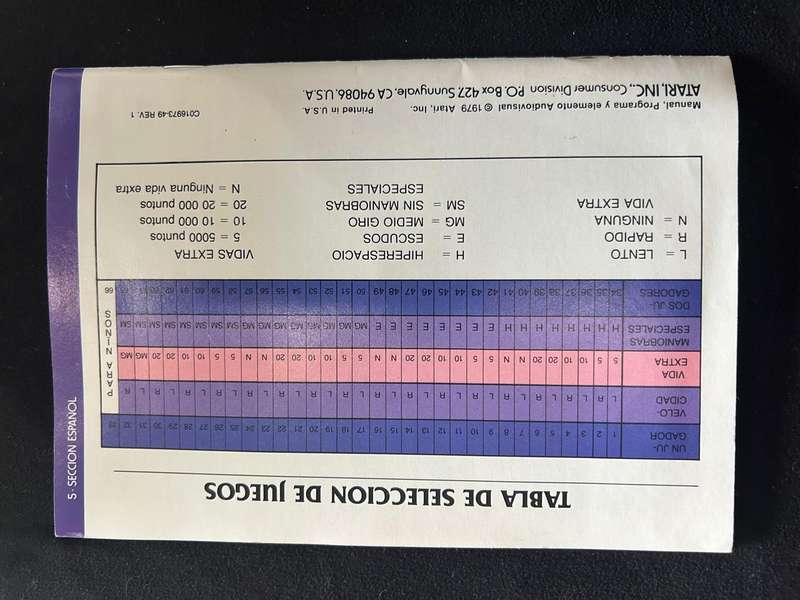 TABLA DE SELECCION DE JUEGOS
UN JU-
GADOR
1 2 3 4 5 6 7 8 9 10 11 12 13 14 15 16 17 18 19 20 21 22 23 24 25 26 27 28 29 30 31 32 33
VELO-
CIDAD
L R L R L R L R L R L R L R L R L R L R L R L R L R L R L R L R
VIDA
EXTRA
5 5 10 10 20 20 N N 5 5 10 10 20 20 N N 5 5 10 10 20 20 N N 5 5 10 10 20 20 MG MG
MANIOBRAS
ESPECIALES
H H H H H H H H E E E E E E E E MG MG MG MG MG MG MG MG SM SM SM SM SM SM SM SM
DOS JU-
GADORES
34 35 36 37 38 39 40 41 42 43 44 45 46 47 48 49 50 51 52 53 54 55 56 57 58 59 60 61 62 63 66
PARA NINOS
L = LENTO
R = RAPIDO
N = NINGUNA
VIDA EXTRA
H = HIPERESPACIO
E = ESCUDOS
MG = MEDIO GIRO
SM = SIN MANIOBRAS
ESPECIALES
VIDAS EXTRA
5 = 5000 puntos
10 = 10 000 puntos
20 = 20 000 puntos
N = Ninguna vida extra
Manual, Programa y elemento Audiovisual © 1979 Atari, Inc. Printed in U.S.A.
ATARI, INC., Consumer Division P.O. Box 427, Sunnyvale, CA 94086, U.S.A.
C016973-49 REV. 1
5 - SECCION ESPAÑOL